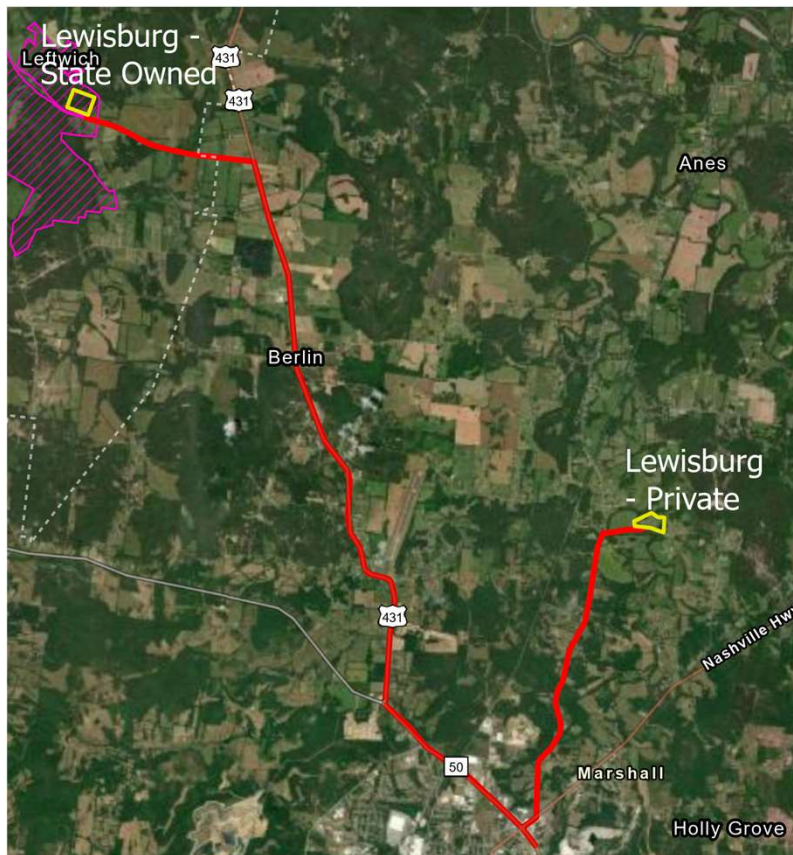 Lewisburg -
State Owned
Leftwich
431
431
Anes
Berlin
Lewisburg
- Private
431
Nashville Hwy
50
Marshall
Holly Grove